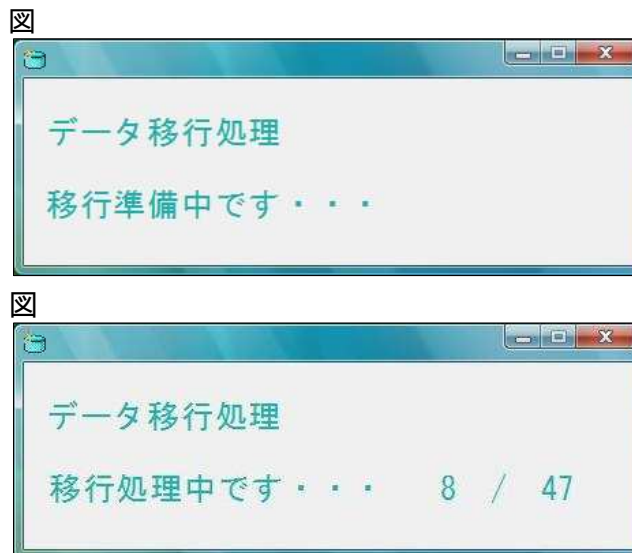 図
データ移行処理
移行準備中です・・・
図
データ移行処理
移行処理中です・・・ 8 / 47